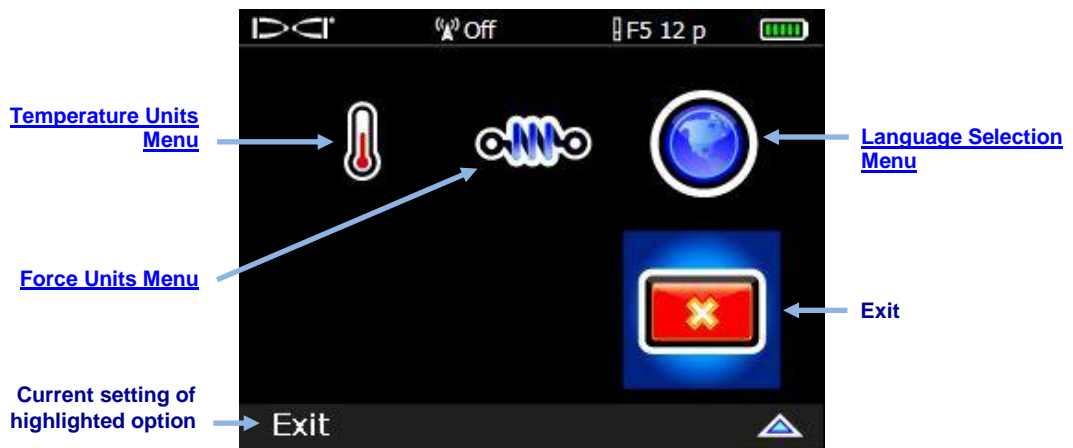 DCI
Off
F5 12 p
Temperature Units
Menu
Language Selection
Menu
Force Units Menu
Exit
Current setting of
highlighted option
Exit